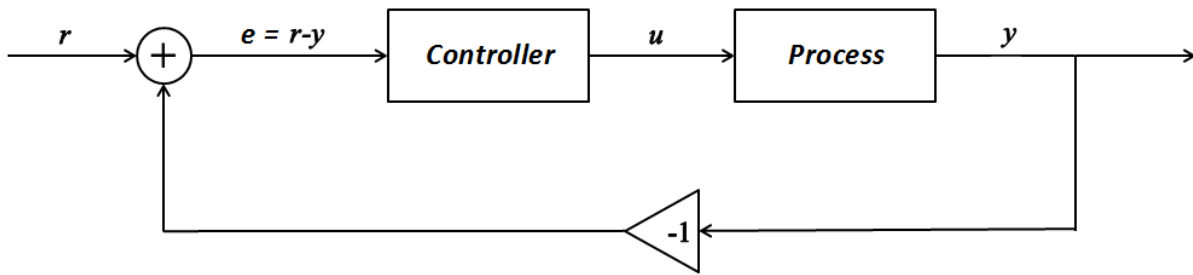 r
+
e = r-y
Controller
u
Process
y
-1